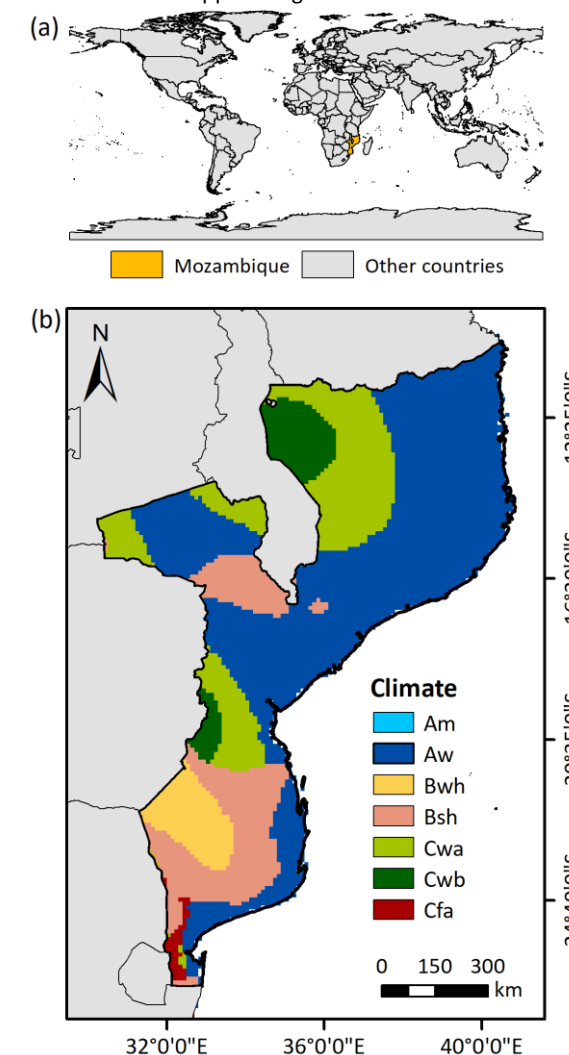 (a)
Mozambique
Other countries
(b)
N
Climate
Am
Aw
Bwh
Bsh
Cwa
Cwb
Cfa
0 150 300
km
32°0'0"E 36°0'0"E 40°0'0"E